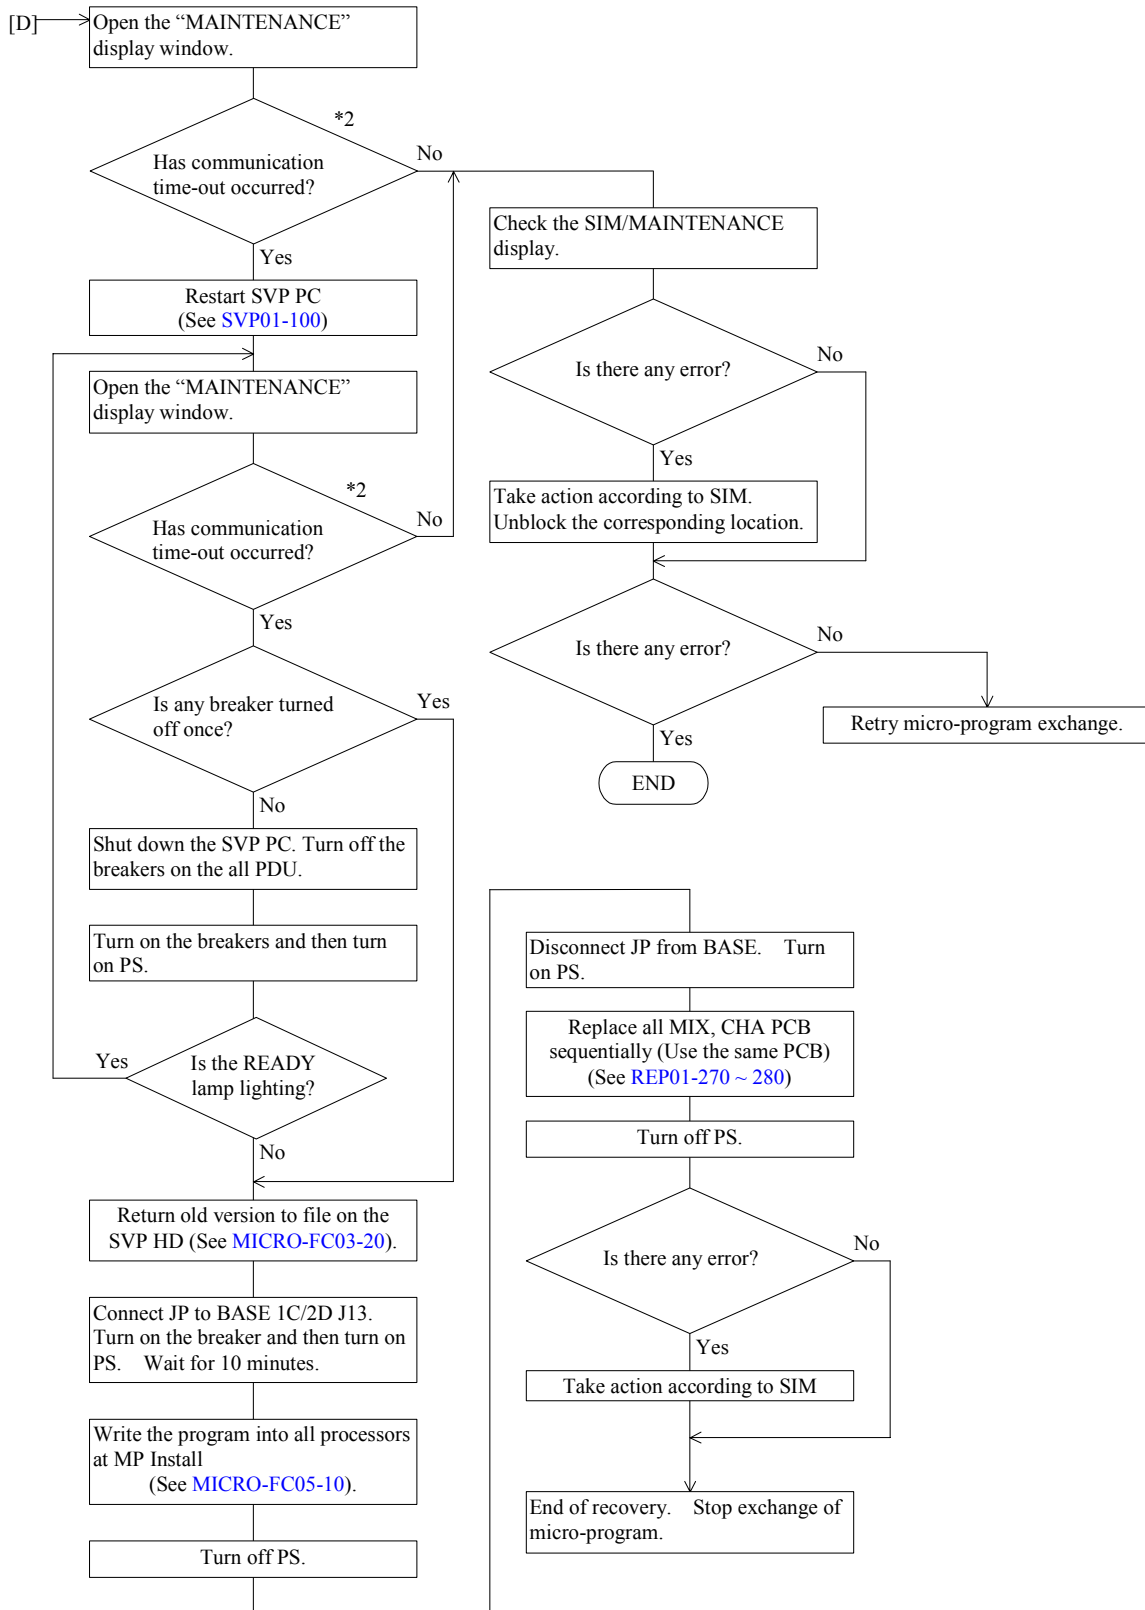 [D]
Open the “MAINTENANCE”
display window.
*2
Has communication
time-out occurred?
No
Yes
Restart SVP PC
(See SVP01-100)
Open the “MAINTENANCE”
display window.
*2
Has communication
time-out occurred?
No
Yes
Is any breaker turned
off once?
Yes
No
Shut down the SVP PC. Turn off the
breakers on the all PDU.
Turn on the breakers and then turn
on PS.
Yes
Is the READY
lamp lighting?
No
Return old version to file on the
SVP HD (See MICRO-FC03-20).
Connect JP to BASE 1C/2D J13.
Turn on the breaker and then turn on
PS. Wait for 10 minutes.
Write the program into all processors
at MP Install
(See MICRO-FC05-10).
Turn off PS.
Check the SIM/MAINTENANCE
display.
Is there any error?
No
Yes
Take action according to SIM.
Unblock the corresponding location.
Is there any error?
No
Yes
Retry micro-program exchange.
END
Disconnect JP from BASE. Turn
on PS.
Replace all MIX, CHA PCB
sequentially (Use the same PCB)
(See REP01-270 ~ 280)
Turn off PS.
Is there any error?
No
Yes
Take action according to SIM
End of recovery. Stop exchange of
micro-program.